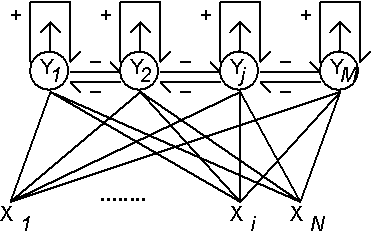 + + + +
Y1 − Y2 − Yj − YM
− − −
X1 ........ Xi XN